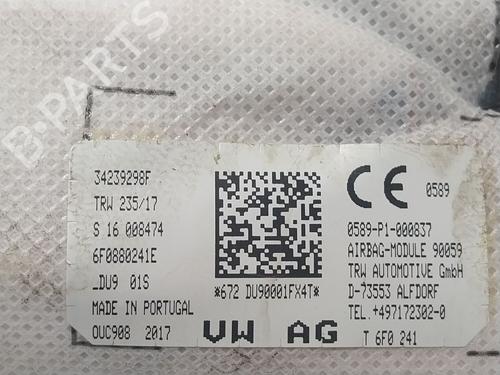 B-PARTS
34239298F
TRW 235/17
S 16 008474
6F0880241E
_DU9 01S
MADE IN PORTUGAL
OUC908 2017
*672 DU90001FX4T*
VW AG
CE 0589
0589-P1-000837
AIRBAG-MODULE 90059
TRW AUTOMOTIVE GmbH
D-73553 ALFDORF
TEL.+497172302-0
T 6F0 241